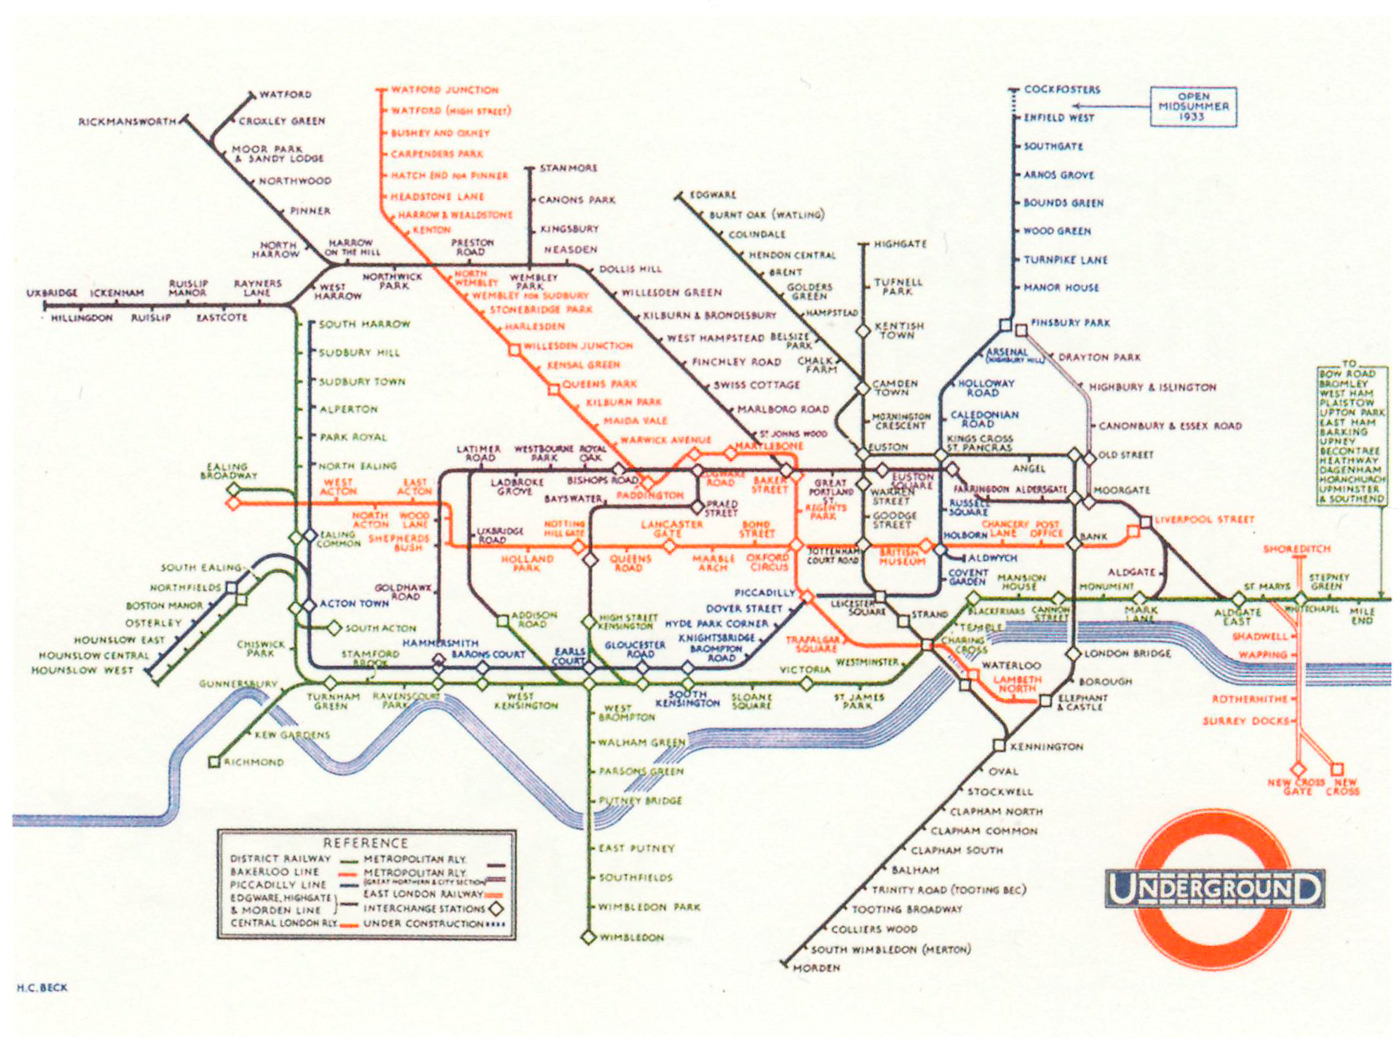 WATFORD
CROXLEY GREEN
RICKMANSWORTH
MOOR PARK
& SANDY LODGE
NORTHWOOD
PINNER
NORTH
HARROW
HARROW
ON THE HILL
NORTHWICK
PARK
PRESTON
ROAD
WEMBLEY
PARK
NEASDEN
STANMORE
CANONS PARK
KINGSBURY
DOLLIS HILL
WILLESDEN GREEN
KILBURN & BRONDESBURY
WEST HAMPSTEAD
FINCHLEY ROAD
SWISS COTTAGE
MARLBORO ROAD
ST JOHNS WOOD
UXBRIDGE
HILLINGDON
ICKENHAM
RUISLIP
RUISLIP
MANOR
EASTCOTE
RAYNERS
LANE
WEST
HARROW
WATFORD JUNCTION
WATFORD (HIGH STREET)
BUSHEY AND OXHEY
CARPENDERS PARK
HATCH END FOR PINNER
HEADSTONE LANE
HARROW & WEALDSTONE
KENTON
NORTH
WEMBLEY
WEMBLEY FOR SUDBURY
STONEBRIDGE PARK
HARLESDEN
WILLESDEN JUNCTION
KENSAL GREEN
QUEENS PARK
KILBURN PARK
MAIDA VALE
WARWICK AVENUE
MARYLEBONE
PADDINGTON
EDGWARE
ROAD
BAKER
STREET
EDGWARE
BURNT OAK (WATLING)
COLINDALE
HENDON CENTRAL
BRENT
GOLDERS
GREEN
HAMPSTEAD
BELSIZE
PARK
CHALK
FARM
HIGHGATE
TUFNELL
PARK
KENTISH
TOWN
CAMDEN
TOWN
MORNINGTON
CRESCENT
EUSTON
COCKFOSTERS
OPEN
MIDSUMMER
1933
ENFIELD WEST
SOUTHGATE
ARNOS GROVE
BOUNDS GREEN
WOOD GREEN
TURNPIKE LANE
MANOR HOUSE
FINSBURY PARK
ARSENAL
(HIGHBURY HILL)
DRAYTON PARK
HOLLOWAY
ROAD
HIGHBURY & ISLINGTON
CALEDONIAN
ROAD
CANONBURY & ESSEX ROAD
KINGS CROSS
ST. PANCRAS
ANGEL
OLD STREET
TO
BOW ROAD
BROMLEY
WEST HAM
PLAISTOW
UPTON PARK
EAST HAM
BARKING
UPNEY
BECONTREE
HEATHWAY
DAGENHAM
HORNCHURCH
UPMINSTER
& SOUTHEND
SOUTH HARROW
SUDBURY HILL
SUDBURY TOWN
ALPERTON
PARK ROYAL
NORTH EALING
EALING
BROADWAY
WEST
ACTON
EAST
ACTON
NORTH
ACTON
WOOD
LANE
SHEPHERDS
BUSH
LATIMER
ROAD
LADBROKE
GROVE
WESTBOURNE
PARK
ROYAL
OAK
BISHOPS ROAD
BAYSWATER
PRAED
STREET
GREAT
PORTLAND
ST.
REGENTS
PARK
EUSTON
SQUARE
WARREN
STREET
GOODGE
STREET
RUSSELL
SQUARE
FARRINGDON
ALDERSGATE
MOORGATE
LIVERPOOL STREET
UXBRIDGE
ROAD
HOLLAND
PARK
NOTTING
HILL GATE
QUEENS
ROAD
LANCASTER
GATE
MARBLE
ARCH
BOND
STREET
OXFORD
CIRCUS
TOTTENHAM
COURT ROAD
BRITISH
MUSEUM
HOLBORN
CHANCERY
LANE
POST
OFFICE
BANK
ALDWYCH
COVENT
GARDEN
ALDGATE
SHOREDITCH
EALING
COMMON
SOUTH EALING
NORTHFIELDS
BOSTON MANOR
OSTERLEY
HOUNSLOW EAST
HOUNSLOW CENTRAL
HOUNSLOW WEST
ACTON TOWN
SOUTH ACTON
CHISWICK
PARK
GOLDHAWK
ROAD
HAMMERSMITH
ADDISON
ROAD
HIGH STREET
KENSINGTON
PICCADILLY
DOVER STREET
HYDE PARK CORNER
KNIGHTSBRIDGE
BROMPTON
ROAD
LEICESTER
SQUARE
STRAND
TRAFALGAR
SQUARE
CHARING
CROSS
TEMPLE
BLACKFRIARS
MANSION
HOUSE
CANNON
STREET
MONUMENT
MARK
LANE
ALDGATE
EAST
ST. MARYS
WHITECHAPEL
STEPNEY
GREEN
MILE
END
SHADWELL
WAPPING
ROTHERHITHE
SURREY DOCKS
NEW CROSS
GATE
NEW
CROSS
GUNNERSBURY
KEW GARDENS
RICHMOND
TURNHAM
GREEN
STAMFORD
BROOK
RAVENSCOURT
PARK
BARONS COURT
WEST
KENSINGTON
EARLS
COURT
GLOUCESTER
ROAD
SOUTH
KENSINGTON
SLOANE
SQUARE
VICTORIA
ST. JAMES
PARK
WESTMINSTER
WATERLOO
LAMBETH
NORTH
LONDON BRIDGE
BOROUGH
ELEPHANT
& CASTLE
KENNINGTON
OVAL
STOCKWELL
CLAPHAM NORTH
CLAPHAM COMMON
CLAPHAM SOUTH
BALHAM
TRINITY ROAD (TOOTING BEC)
TOOTING BROADWAY
COLLIERS WOOD
SOUTH WIMBLEDON (MERTON)
MORDEN
WEST
BROMPTON
WALHAM GREEN
PARSONS GREEN
PUTNEY BRIDGE
EAST PUTNEY
SOUTHFIELDS
WIMBLEDON PARK
WIMBLEDON
REFERENCE
DISTRICT RAILWAY
BAKERLOO LINE
PICCADILLY LINE
EDGWARE, HIGHGATE
& MORDEN LINE
CENTRAL LONDON RLY.
METROPOLITAN RLY.
METROPOLITAN RLY.
(GREAT NORTHERN & CITY SECTION)
EAST LONDON RAILWAY
INTERCHANGE STATIONS
UNDER CONSTRUCTION
UNDERGROUND
H.C. BECK